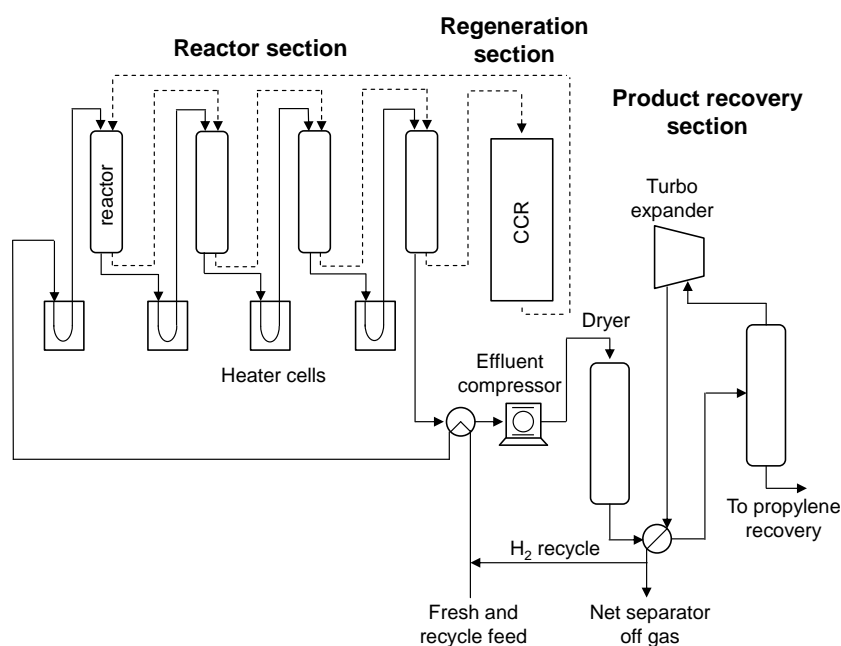 Reactor section
Regeneration
section
Product recovery
section
reactor
CCR
Turbo
expander
Heater cells
Effluent
compressor
Dryer
To propylene
recovery
H₂ recycle
Fresh and
recycle feed
Net separator
off gas